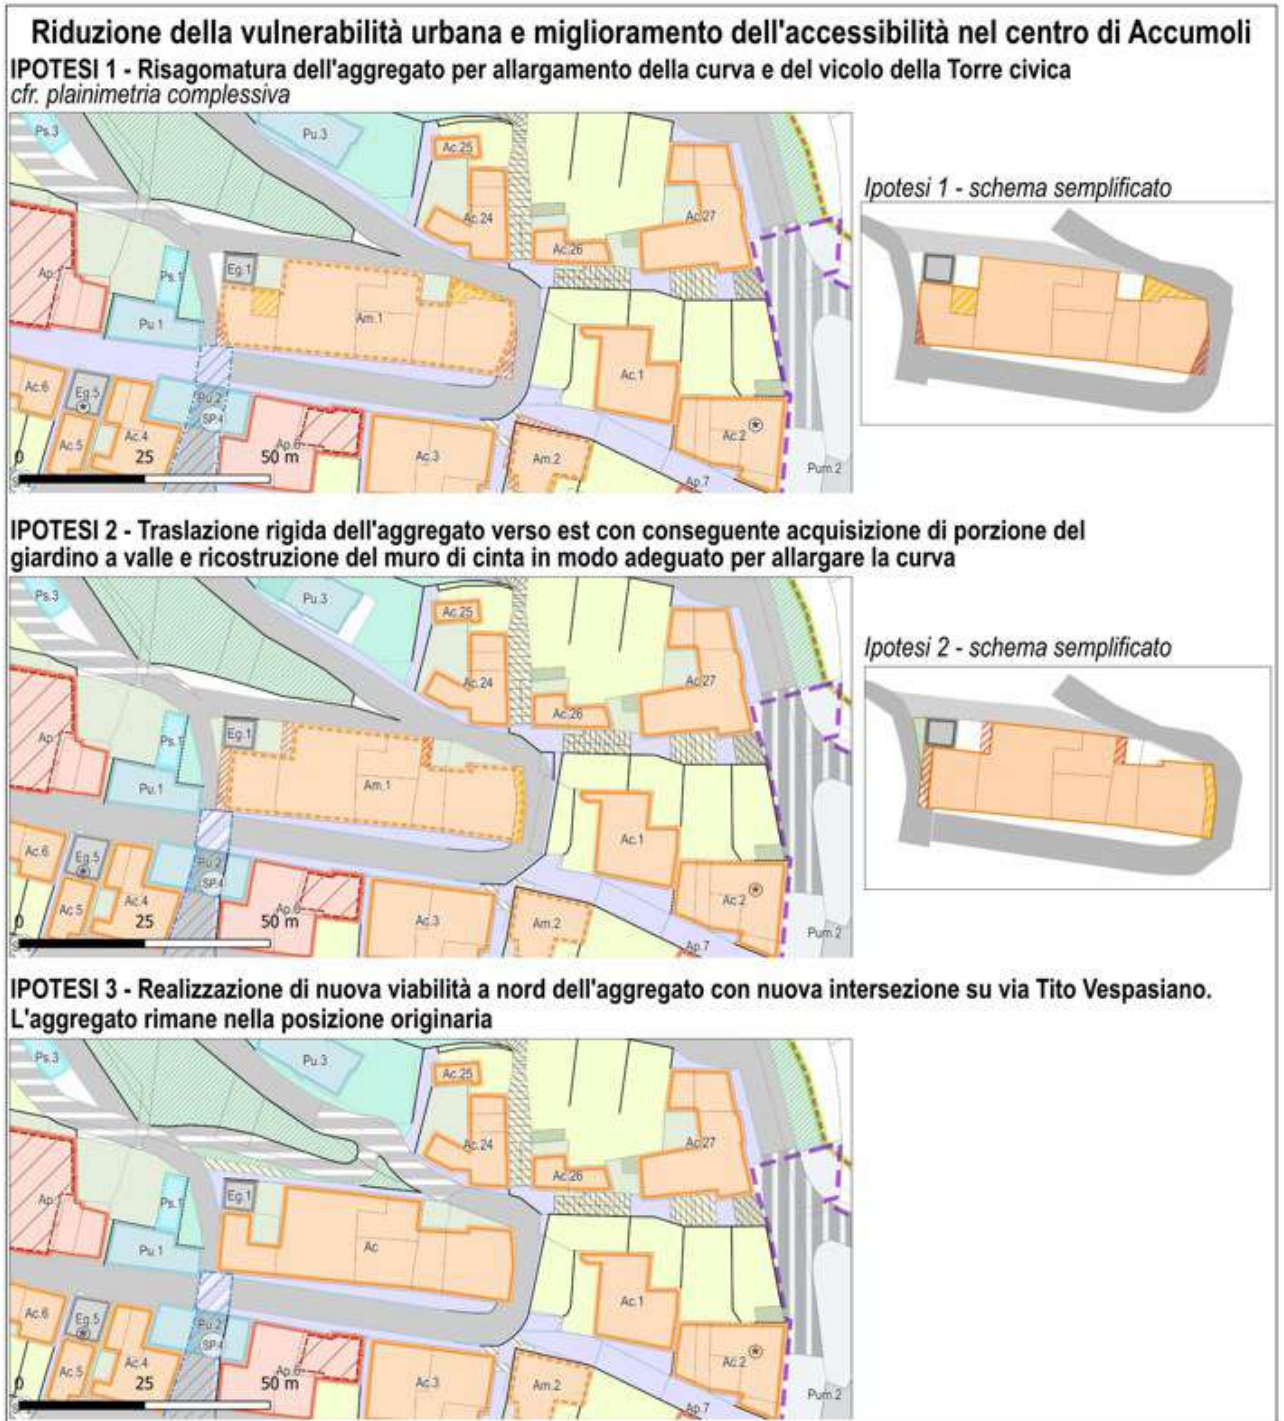 Riduzione della vulnerabilità urbana e miglioramento dell'accessibilità nel centro di Accumoli
IPOTESI 1 - Risagomatura dell'aggregato per allargamento della curva e del vicolo della Torre civica
cfr. plainimetria complessiva
Ps.3
Pu.3
Ac.25
Ac.24
Ac.27
Ac.26
Ap.1
Ps.1
Eg.1
Am.1
Pu.1
Ac.1
Ac.6
Eg.5
Pu.2
SP.4
Ac.5
Ac.4
Ap.6
Ac.3
Am.2
Ac.2
Ap.7
Pum.2
0 25 50 m
Ipotesi 1 - schema semplificato
IPOTESI 2 - Traslazione rigida dell'aggregato verso est con conseguente acquisizione di porzione del
giardino a valle e ricostruzione del muro di cinta in modo adeguato per allargare la curva
Ps.3
Pu.3
Ac.25
Ac.24
Ac.27
Ac.26
Ap.1
Ps.1
Eg.1
Am.1
Pu.1
Ac.1
Ac.6
Eg.5
Pu.2
SP.4
Ac.5
Ac.4
Ap.6
Ac.3
Am.2
Ac.2
Ap.7
Pum.2
0 25 50 m
Ipotesi 2 - schema semplificato
IPOTESI 3 - Realizzazione di nuova viabilità a nord dell'aggregato con nuova intersezione su via Tito Vespasiano.
L'aggregato rimane nella posizione originaria
Ps.3
Pu.3
Ac.25
Ac.24
Ac.27
Ac.26
Ap.1
Ps.1
Eg.1
Ac
Pu.1
Ac.1
Ac.6
Eg.5
Pu.2
SP.4
Ac.5
Ac.4
Ap.6
Ac.3
Am.2
Ac.2
Pum.2
0 25 50 m